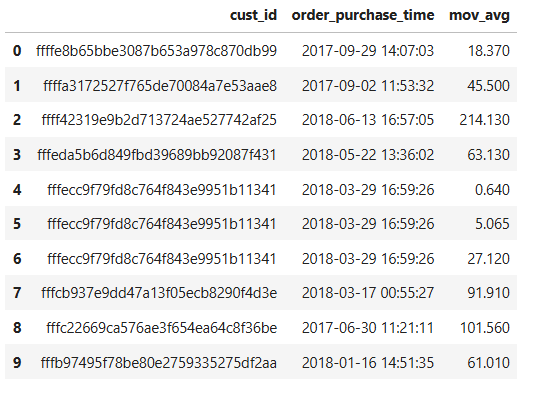 cust_id order_purchase_time mov_avg
0 ffffe8b65bbe3087b653a978c870db99 2017-09-29 14:07:03 18.370
1 ffffa3172527f765de70084a7e53aae8 2017-09-02 11:53:32 45.500
2 ffff42319e9b2d713724ae527742af25 2018-06-13 16:57:05 214.130
3 fffeda5b6d849fbd39689bb92087f431 2018-05-22 13:36:02 63.130
4 fffecc9f79fd8c764f843e9951b11341 2018-03-29 16:59:26 0.640
5 fffecc9f79fd8c764f843e9951b11341 2018-03-29 16:59:26 5.065
6 fffecc9f79fd8c764f843e9951b11341 2018-03-29 16:59:26 27.120
7 fffcb937e9dd47a13f05ecb8290f4d3e 2018-03-17 00:55:27 91.910
8 fffc22669ca576ae3f654ea64c8f36be 2017-06-30 11:21:11 101.560
9 fffb97495f78be80e2759335275df2aa 2018-01-16 14:51:35 61.010